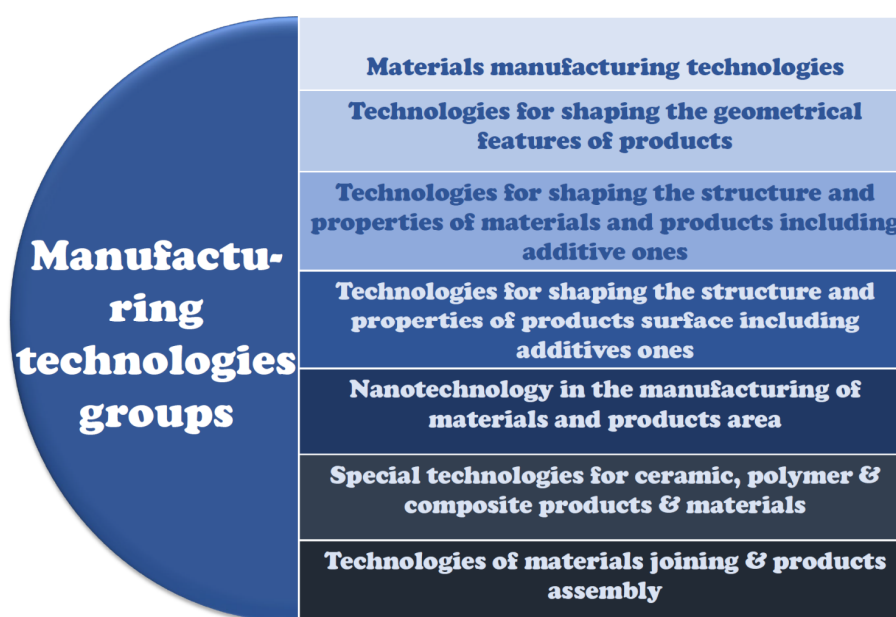 Manufactu-
ring
technologies
groups
Materials manufacturing technologies
Technologies for shaping the geometrical
features of products
Technologies for shaping the structure and
properties of materials and products including
additive ones
Technologies for shaping the structure and
properties of products surface including
additives ones
Nanotechnology in the manufacturing of
materials and products area
Special technologies for ceramic, polymer &
composite products & materials
Technologies of materials joining & products
assembly